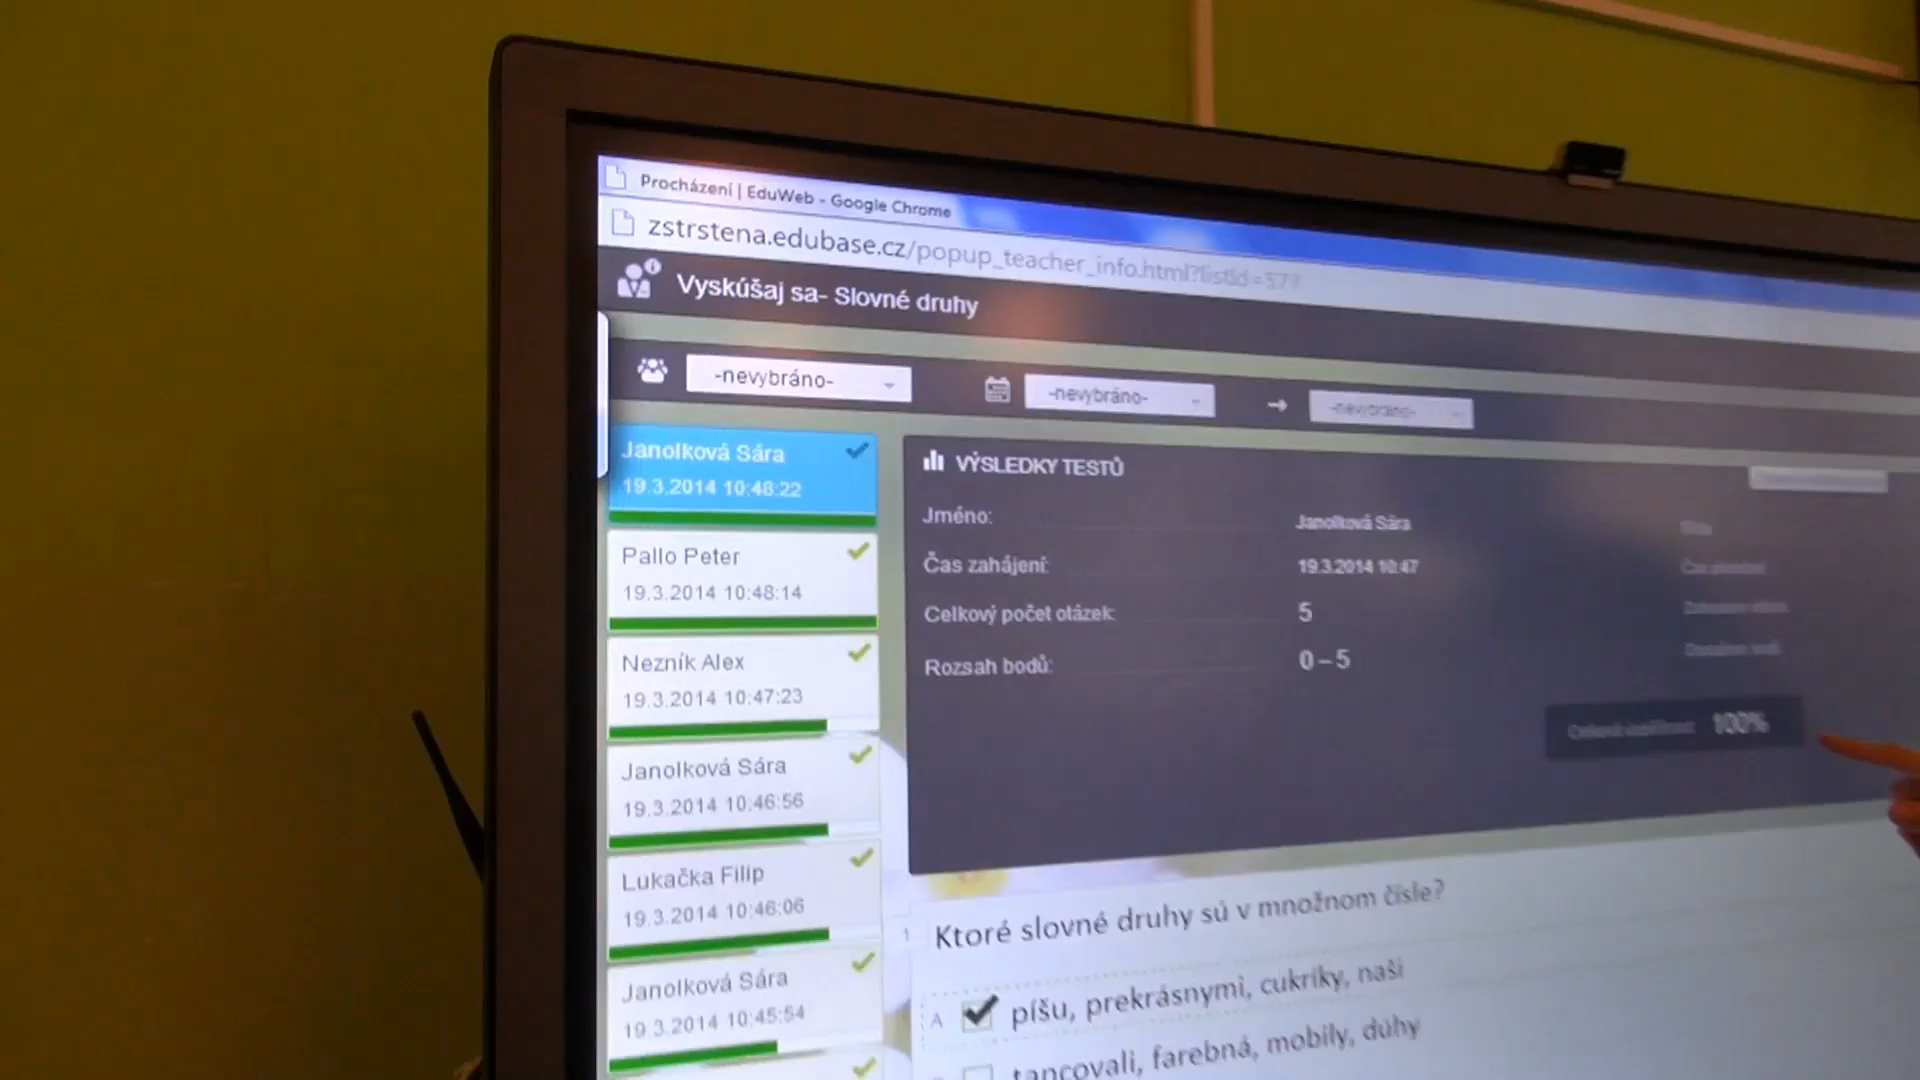 Procházení | EduWeb - Google Chrome
zstrstena.edubase.cz/popup_teacher_info.html?listId=577
Vyskúšaj sa- Slovné druhy
-nevybráno-
-nevybráno-
-nevybráno-
Janolková Sára
19.3.2014 10:48:22
Pallo Peter
19.3.2014 10:48:14
Nezník Alex
19.3.2014 10:47:23
Janolková Sára
19.3.2014 10:46:56
Lukačka Filip
19.3.2014 10:46:06
Janolková Sára
19.3.2014 10:45:54
VÝSLEDKY TESTŮ
Jméno: Janolková Sára
Čas zahájení: 19.3.2014 10:47
Celkový počet otázek: 5
Rozsah bodů: 0 – 5
100%
1 Ktoré slovné druhy sú v množnom čísle?
A píšu, prekrásnymi, cukríky, naši
tancovali, farebná, mobily, dúhy